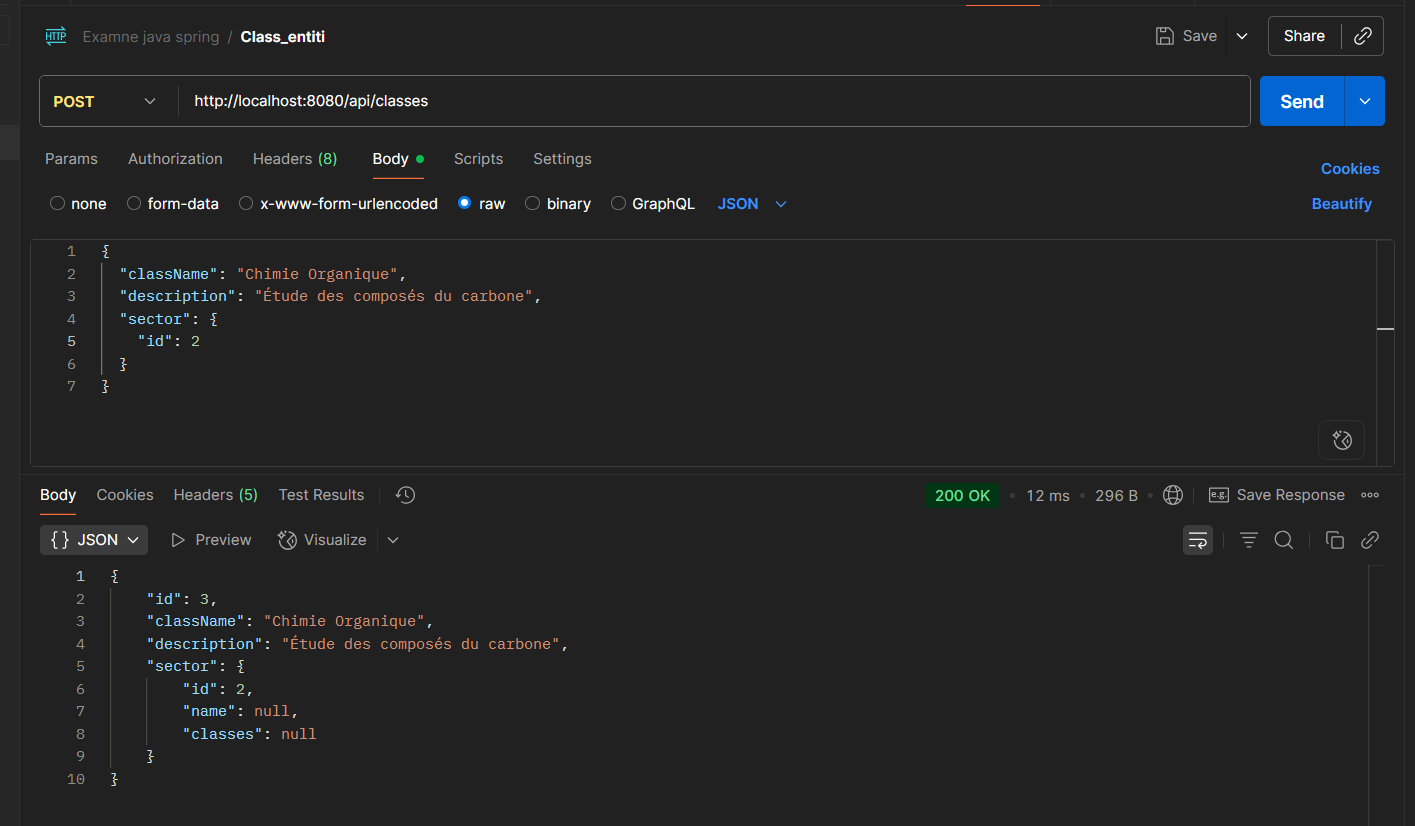 HTTP Examne java spring / Class_entiti Save Share
POST http://localhost:8080/api/classes Send
Params Authorization Headers (8) Body Scripts Settings Cookies
none form-data x-www-form-urlencoded raw binary GraphQL JSON Beautify
1 {
2 "className": "Chimie Organique",
3 "description": "Étude des composés du carbone",
4 "sector": {
5 "id": 2
6 }
7 }
Body Cookies Headers (5) Test Results 200 OK • 12 ms • 296 B • e.g. Save Response
{} JSON Preview Visualize
1 {
2 "id": 3,
3 "className": "Chimie Organique",
4 "description": "Étude des composés du carbone",
5 "sector": {
6 "id": 2,
7 "name": null,
8 "classes": null
9 }
10 }